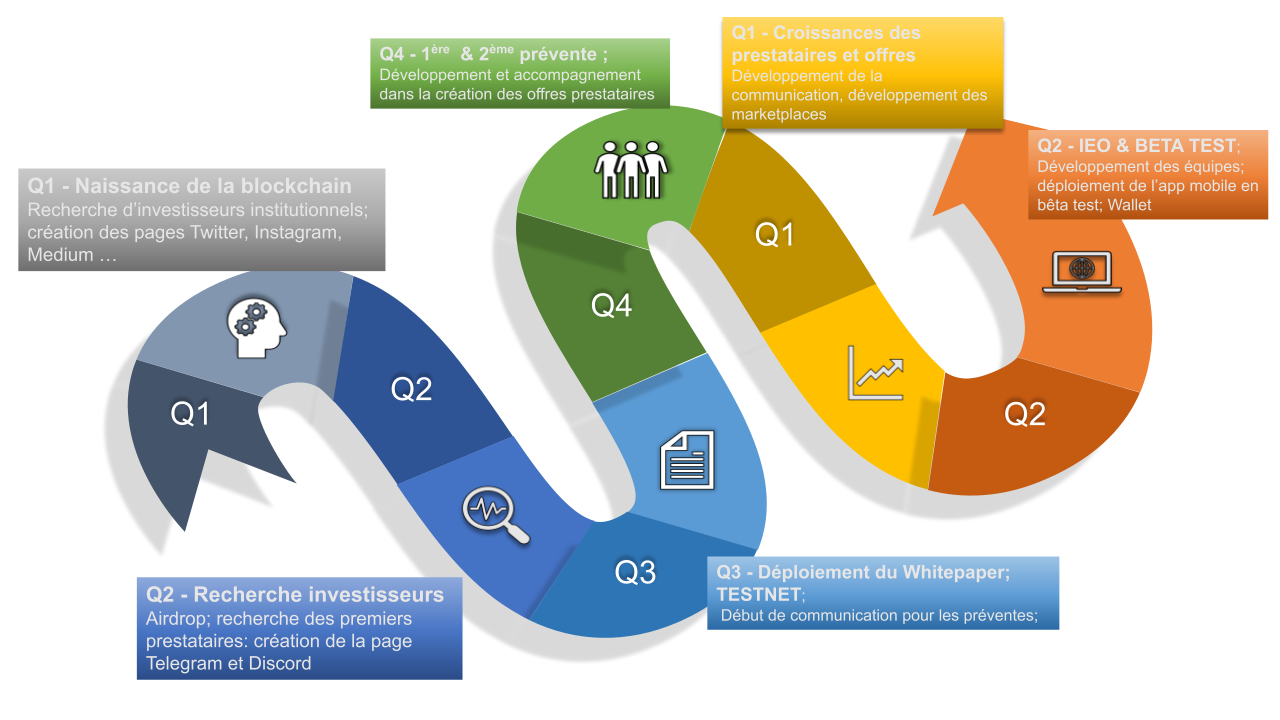 Q1 - Naissance de la blockchain
Recherche d’investisseurs institutionnels;
création des pages Twitter, Instagram,
Medium …
Q1
Q2
Q2 - Recherche investisseurs
Airdrop; recherche des premiers
prestataires: création de la page
Telegram et Discord
Q3
Q3 - Déploiement du Whitepaper;
TESTNET;
Début de communication pour les préventes;
Q4
Q4 - 1ère & 2ème prévente ;
Développement et accompagnement
dans la création des offres prestataires
Q1 - Croissances des
prestataires et offres
Développement de la
communication, développement des
marketplaces
Q1
Q2
Q2 - IEO & BETA TEST;
Développement des équipes;
déploiement de l’app mobile en
bêta test; Wallet